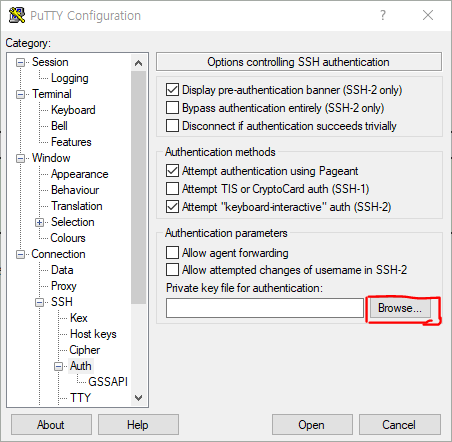 PuTTY Configuration
Category:
Session
Logging
Terminal
Keyboard
Bell
Features
Window
Appearance
Behaviour
Translation
Selection
Colours
Connection
Data
Proxy
SSH
Kex
Host keys
Cipher
Auth
GSSAPI
TTY
Options controlling SSH authentication
Display pre-authentication banner (SSH-2 only)
Bypass authentication entirely (SSH-2 only)
Disconnect if authentication succeeds trivially
Authentication methods
Attempt authentication using Pageant
Attempt TIS or CryptoCard auth (SSH-1)
Attempt "keyboard-interactive" auth (SSH-2)
Authentication parameters
Allow agent forwarding
Allow attempted changes of username in SSH-2
Private key file for authentication:
Browse...
About
Help
Open
Cancel